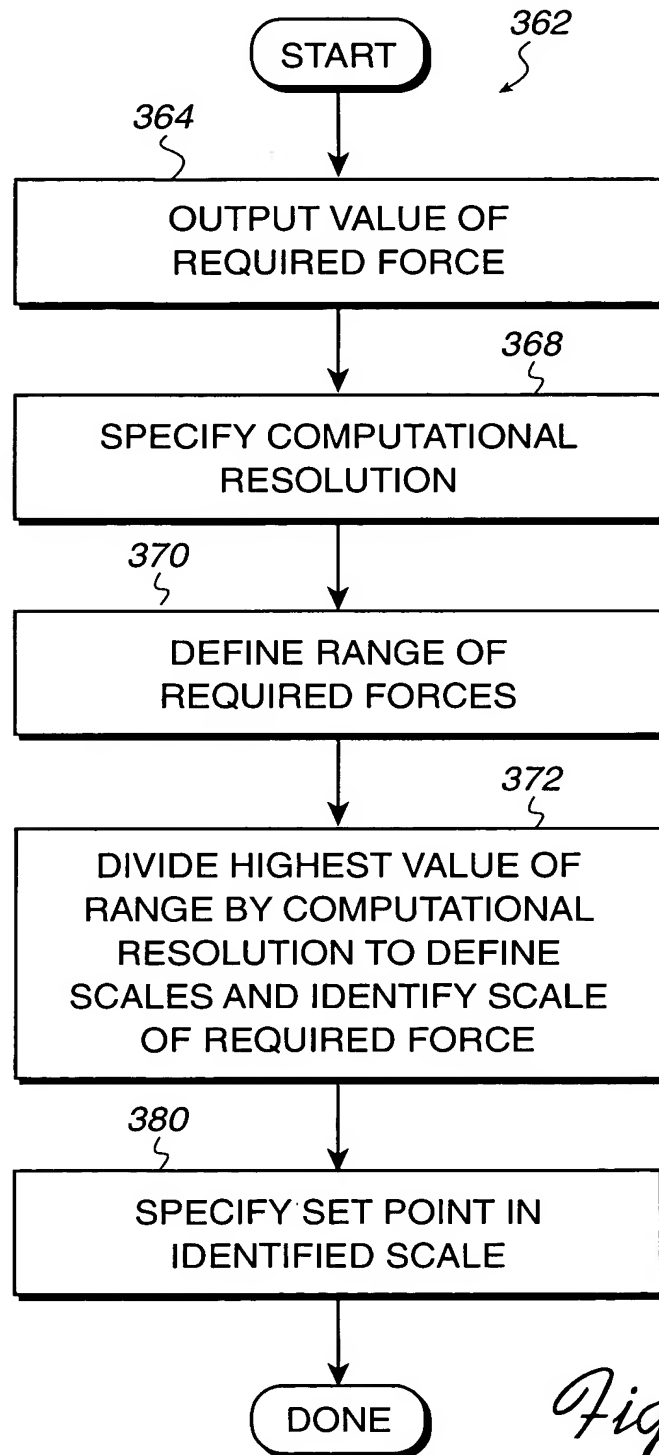 362
START
364
OUTPUT VALUE OF
REQUIRED FORCE
368
SPECIFY COMPUTATIONAL
RESOLUTION
370
DEFINE RANGE OF
REQUIRED FORCES
372
DIVIDE HIGHEST VALUE OF
RANGE BY COMPUTATIONAL
RESOLUTION TO DEFINE
SCALES AND IDENTIFY SCALE
OF REQUIRED FORCE
380
SPECIFY SET POINT IN
IDENTIFIED SCALE
DONE
Fig